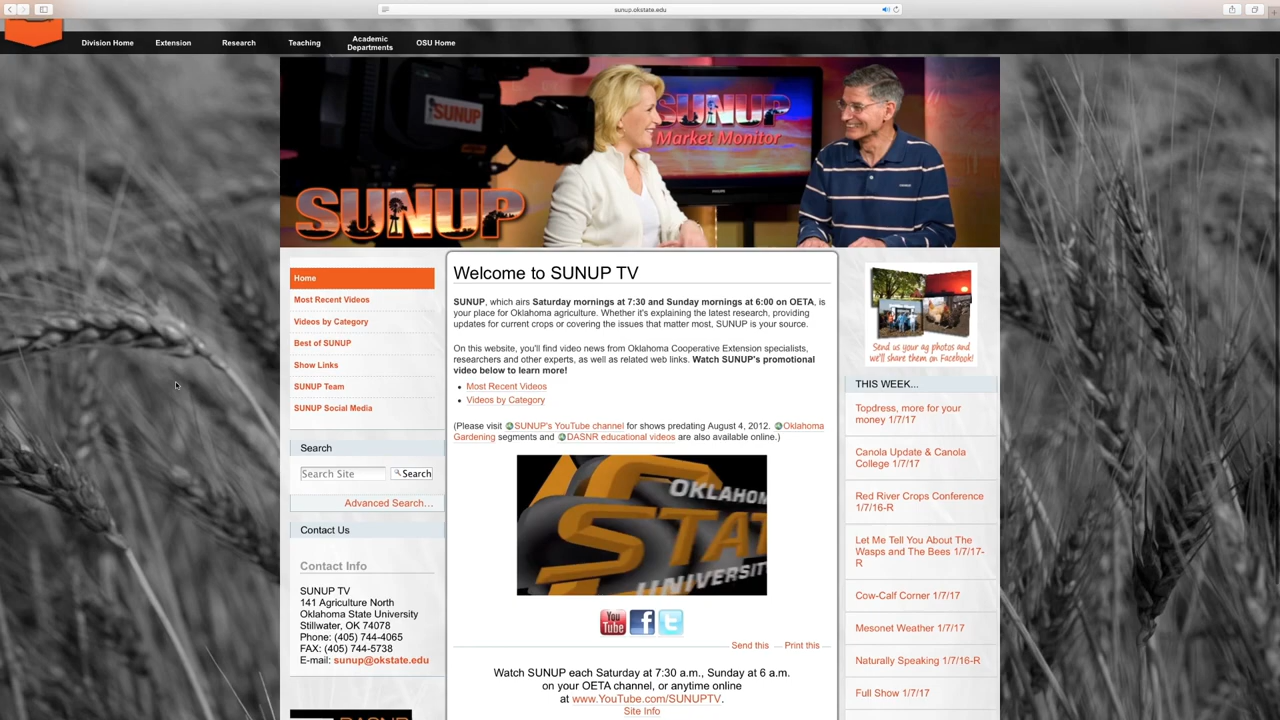 sunup.okstate.edu
Division Home
Extension
Research
Teaching
Academic
Departments
OSU Home
SUNUP
SUNUP
Market Monitor
PHILIPS
SUNUP
Home
Most Recent Videos
Videos by Category
Best of SUNUP
Show Links
SUNUP Team
SUNUP Social Media
Search
Search Site
Search
Advanced Search…
Contact Us
Contact Info
SUNUP TV
141 Agriculture North
Oklahoma State University
Stillwater, OK 74078
Phone: (405) 744-4065
FAX: (405) 744-5738
E-mail: sunup@okstate.edu
Welcome to SUNUP TV
SUNUP, which airs Saturday mornings at 7:30 and Sunday mornings at 6:00 on OETA, is
your place for Oklahoma agriculture. Whether it's explaining the latest research, providing
updates for current crops or covering the issues that matter most, SUNUP is your source.
On this website, you'll find video news from Oklahoma Cooperative Extension specialists,
researchers and other experts, as well as related web links. Watch SUNUP's promotional
video below to learn more!
Most Recent Videos
Videos by Category
(Please visit SUNUP's YouTube channel for shows predating August 4, 2012. Oklahoma
Gardening segments and DASNR educational videos are also available online.)
OKLAHOM
STAT
UNIVERSITY
You
Tube
f
t
Send this
Print this
Watch SUNUP each Saturday at 7:30 a.m., Sunday at 6 a.m.
on your OETA channel, or anytime online
at www.YouTube.com/SUNUPTV.
Site Info
Send us your ag photos and
we'll share them on Facebook!
THIS WEEK...
Topdress, more for your
money 1/7/17
Canola Update & Canola
College 1/7/17
Red River Crops Conference
1/7/16-R
Let Me Tell You About The
Wasps and The Bees 1/7/17-
R
Cow-Calf Corner 1/7/17
Mesonet Weather 1/7/17
Naturally Speaking 1/7/16-R
Full Show 1/7/17